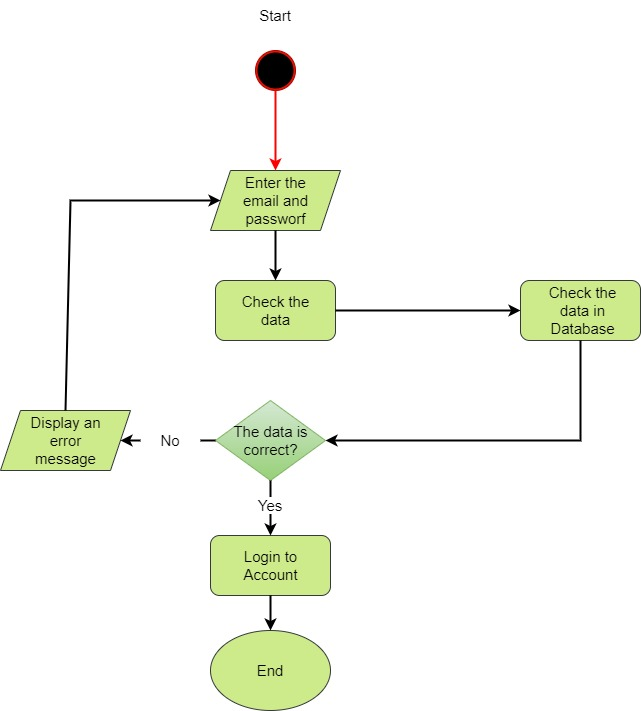 Start
Enter the
email and
passworf
Check the
data
Check the
data in
Database
The data is
correct?
No
Display an
error
message
Yes
Login to
Account
End